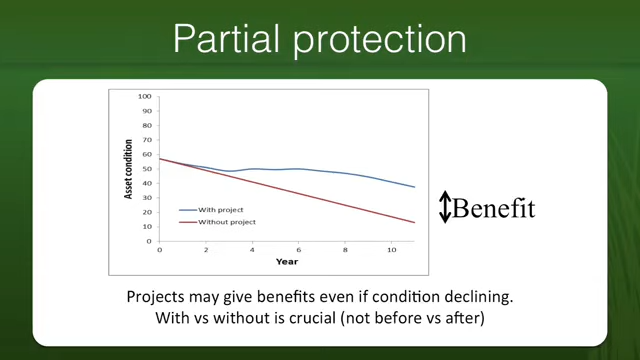 Partial protection
100
90
80
70
60
50
40
30
20
10
0
Asset condition
With project
Without project
0 2 4 6 8 10
Year
Benefit
Projects may give benefits even if condition declining.
With vs without is crucial (not before vs after)